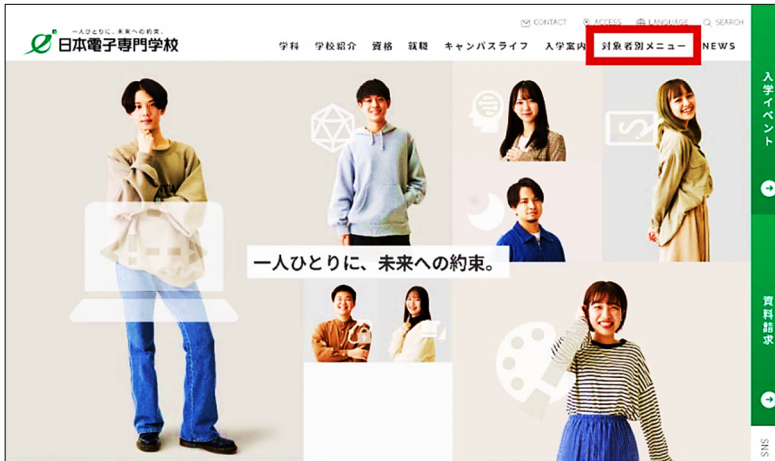 CONTACT
ACCESS
LANGUAGE
SEARCH
一人ひとりに、未来への約束。
日本電子専門学校
学科
学校紹介
資格
就職
キャンパスライフ
入学案内
対象者別メニュー
NEWS
入学イベント
一人ひとりに、未来への約束。
資料請求
SNS